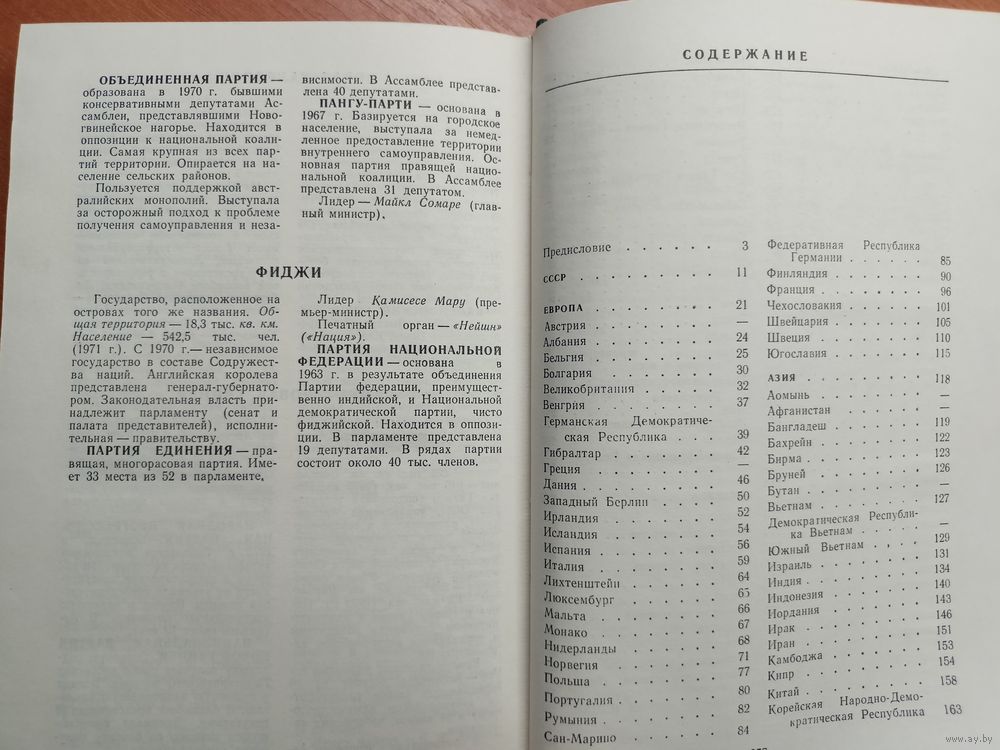 ОБЪЕДИНЕННАЯ ПАРТИЯ —
образована в 1970 г. бывшими
консервативными депутатами Ас-
самблеи, представлявшими Ново-
гвинейское нагорье. Находится в
оппозиции к национальной коали-
ции. Самая крупная из всех пар-
тий территории. Опирается на на-
селение сельских районов.
Пользуется поддержкой авст-
ралийских монополий. Выступала
за осторожный подход к проблеме
получения самоуправления и неза-
висимости. В Ассамблее представ-
лена 40 депутатами.
ПАНГУ-ПАРТИ — основана в
1967 г. Базируется на городское
население, выступала за немед-
ленное предоставление территории
внутреннего самоуправления. Ос-
новная партия правящей нацио-
нальной коалиции. В Ассамблее
представлена 31 депутатом.
Лидер — Майкл Сомаре (глав-
ный министр).
ФИДЖИ
Государство, расположенное на
островах того же названия. Об-
щая территория — 18,3 тыс. кв. км.
Население — 542,5 тыс. чел.
(1971 г.). С 1970 г.— независимое
государство в составе Содружест-
ва наций. Английская королева
представлена генерал-губернато-
ром. Законодательная власть при-
надлежит парламенту (сенат и
палата представителей), исполни-
тельная — правительству.
ПАРТИЯ ЕДИНЕНИЯ — пра-
вящая, многорасовая партия. Име-
ет 33 места из 52 в парламенте.
Лидер Камисесе Мару (пре-
мьер-министр).
Печатный орган — «Нейшн»
(«Нация»).
ПАРТИЯ НАЦИОНАЛЬНОЙ
ФЕДЕРАЦИИ — основана в
1963 г. в результате объединения
Партии федерации, преимущест-
венно индийской, и Национальной
демократической партии, чисто
фиджийской. Находится в оппози-
ции. В парламенте представлена
19 депутатами. В рядах партии
состоит около 40 тыс. членов.
СОДЕРЖАНИЕ
Предисловие . . . . . . 3
СССР . . . . . . . . . 11
ЕВРОПА . . . . . . . . 21
Австрия . . . . . . . . —
Албания . . . . . . . . 24
Бельгия . . . . . . . . 25
Болгария . . . . . . . 30
Великобритания . . . . . 32
Венгрия . . . . . . . . 37
Германская Демократиче-
ская Республика . . . 39
Гибралтар . . . . . . . 42
Греция . . . . . . . . —
Дания . . . . . . . . . 46
Западный Берлин . . . . 50
Ирландия . . . . . . . 52
Исландия . . . . . . . 54
Испания . . . . . . . . 56
Италия . . . . . . . . 59
Лихтенштейн . . . . . . 64
Люксембург . . . . . . 65
Мальта . . . . . . . . 66
Монако . . . . . . . . 67
Нидерланды . . . . . . 68
Норвегия . . . . . . . 71
Польша . . . . . . . . 77
Португалия . . . . . . 80
Румыния . . . . . . . . 82
Сан-Марино . . . . . . 84
Федеративная Республика
Германии . . . . . . 85
Финляндия . . . . . . . 90
Франция . . . . . . . . 96
Чехословакия . . . . . . 101
Швейцария . . . . . . . 105
Швеция . . . . . . . . 110
Югославия . . . . . . . 115
АЗИЯ . . . . . . . . . 118
Аомынь . . . . . . . . —
Афганистан . . . . . . —
Бангладеш . . . . . . . 119
Бахрейн . . . . . . . . 122
Бирма . . . . . . . . . 123
Бруней . . . . . . . . 126
Бутан . . . . . . . . . —
Вьетнам . . . . . . . . 127
Демократическая Республи-
ка Вьетнам . . . . . —
Южный Вьетнам . . . . 129
Израиль . . . . . . . . 131
Индия . . . . . . . . . 134
Индонезия . . . . . . . 140
Иордания . . . . . . . 143
Ирак . . . . . . . . . 146
Иран . . . . . . . . . 151
Камбоджа . . . . . . . 153
Кипр . . . . . . . . . 154
Китай . . . . . . . . . 158
Корейская Народно-Демо-
кратическая Республика 163
www.ay.by